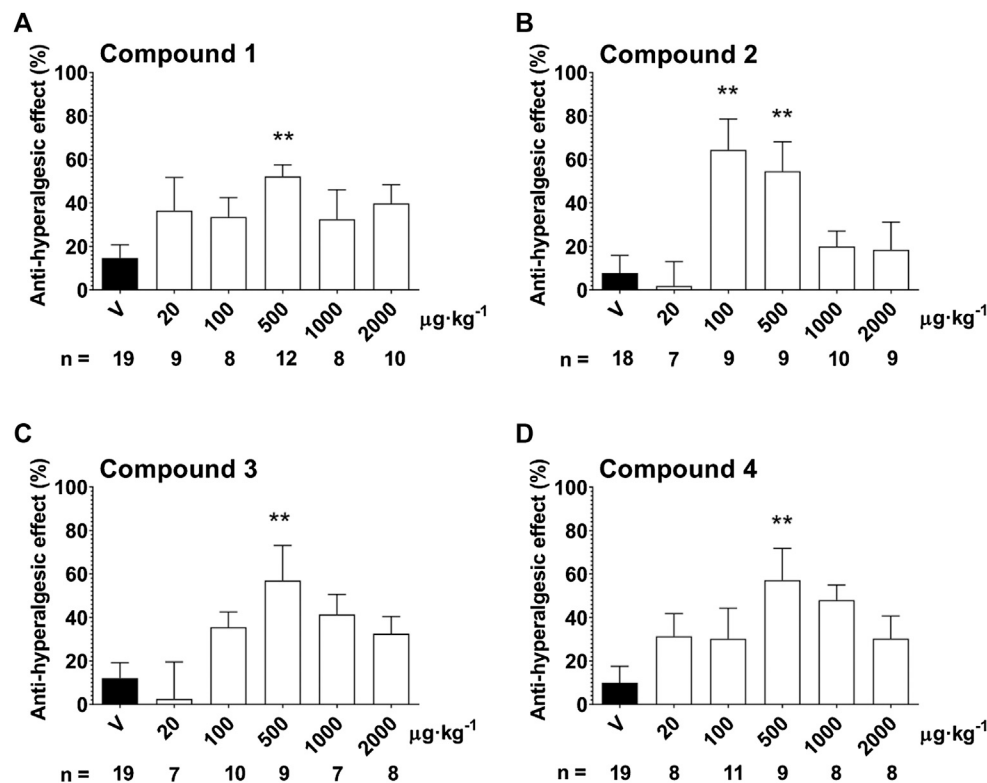 A
Compound 1
Anti-hyperalgesic effect (%)
100
80
60
40
20
0
**
V 20 100 500 1000 2000 μg·kg-1
n = 19 9 8 12 8 10
B
Compound 2
Anti-hyperalgesic effect (%)
100
80
60
40
20
0
** **
V 20 100 500 1000 2000 μg·kg-1
n = 18 7 9 9 10 9
C
Compound 3
Anti-hyperalgesic effect (%)
100
80
60
40
20
0
**
V 20 100 500 1000 2000 μg·kg-1
n = 19 7 10 9 7 8
D
Compound 4
Anti-hyperalgesic effect (%)
100
80
60
40
20
0
**
V 20 100 500 1000 2000 μg·kg-1
n = 19 8 11 9 8 8